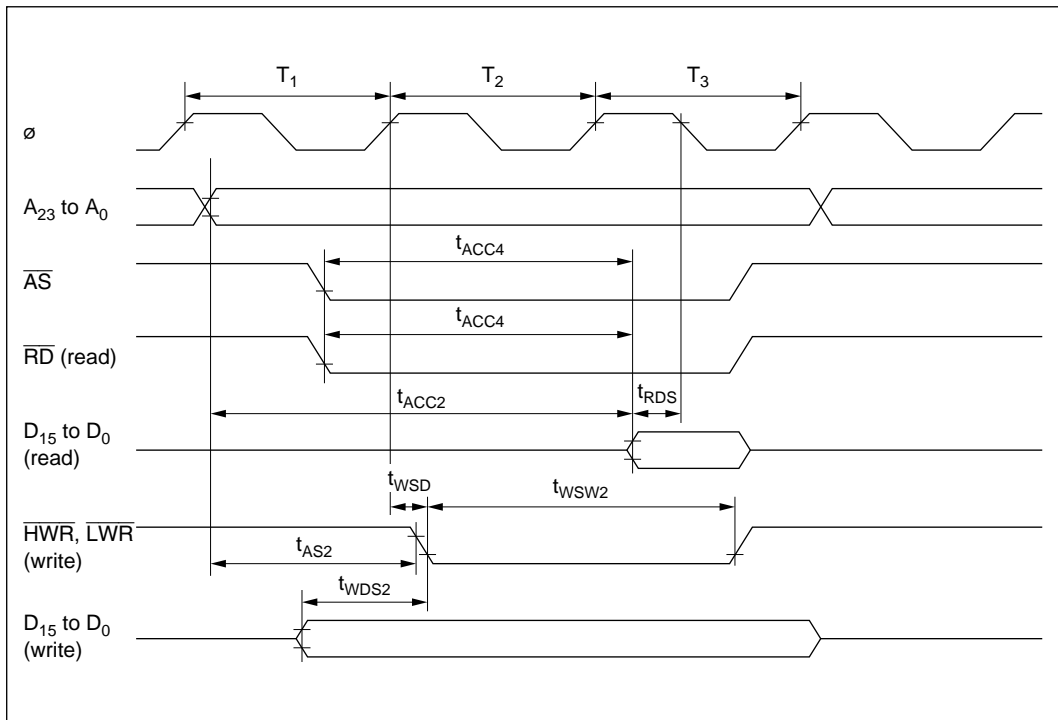 T1 T2 T3
ø
A23 to A0
tACC4
AS
tACC4
RD (read)
tACC2 tRDS
D15 to D0
(read)
tWSD tWSW2
HWR, LWR
(write)
tAS2
tWDS2
D15 to D0
(write)